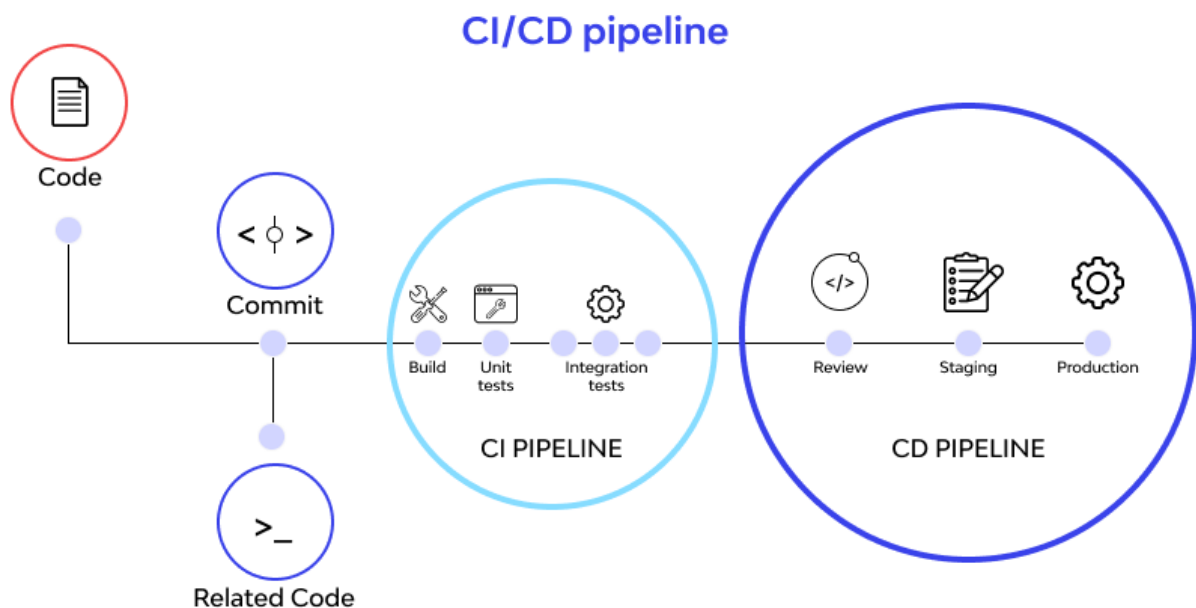 CI/CD pipeline
Code
< >
Commit
>_
Related Code
Build
Unit
tests
Integration
tests
CI PIPELINE
</>
Review
Staging
Production
CD PIPELINE